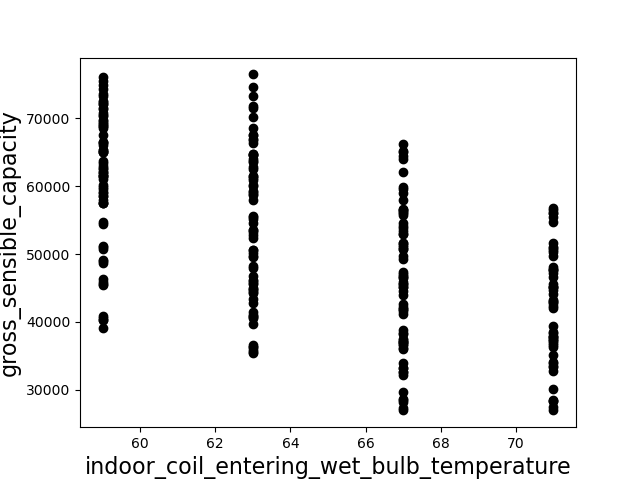 gross_sensible_capacity
70000
60000
50000
40000
30000
60 62 64 66 68 70
indoor_coil_entering_wet_bulb_temperature